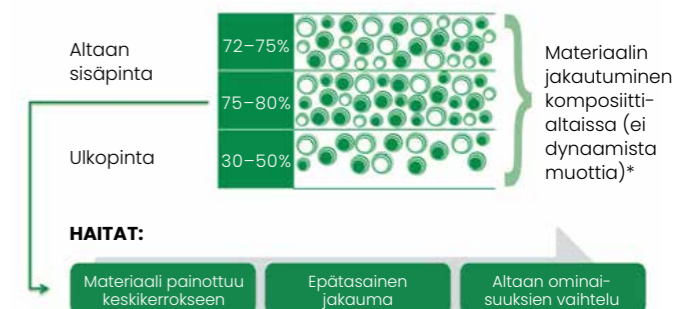 Altaan
sisäpinta
72–75%
75–80%
Ulkopinta
30–50%
Materiaalin
jakautuminen
komposiitti-
altaissa (ei
dynaamista
muottia)*
HAITAT:
Materiaali painottuu
keskikerrokseen
Epätasainen
jakauma
Altaan ominai-
suuksien vaihtelu